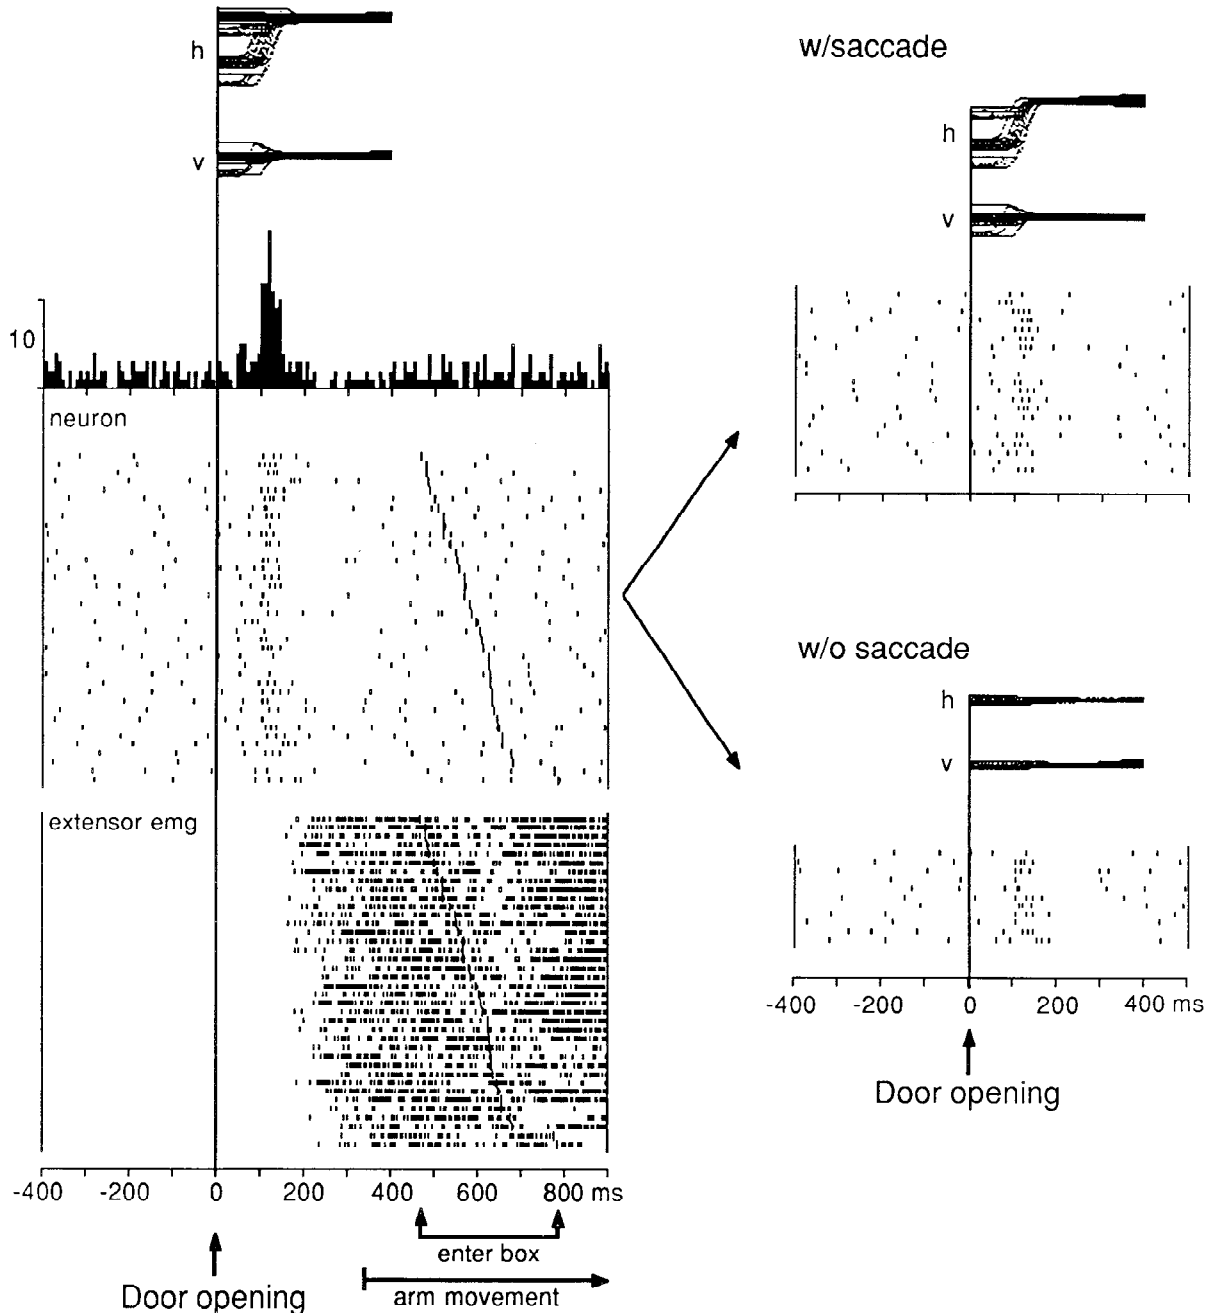 h
v
10
neuron
extensor emg
-400 -200 0 200 400 600 800 ms
enter box
Door opening
arm movement
w/saccade
h
v
w/o saccade
h
v
-400 -200 0 200 400 ms
Door opening